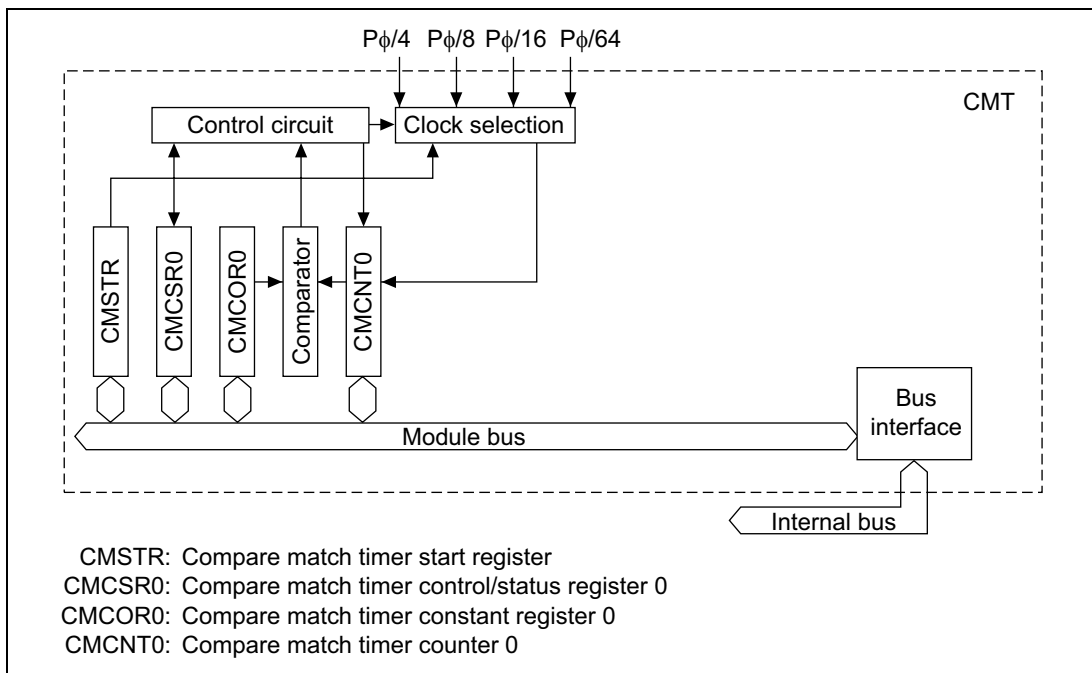 Pϕ/4 Pϕ/8 Pϕ/16 Pϕ/64
CMT
Control circuit
Clock selection
CMSTR
CMCSR0
CMCOR0
Comparator
CMCNT0
Bus
interface
Module bus
Internal bus
CMSTR: Compare match timer start register
CMCSR0: Compare match timer control/status register 0
CMCOR0: Compare match timer constant register 0
CMCNT0: Compare match timer counter 0